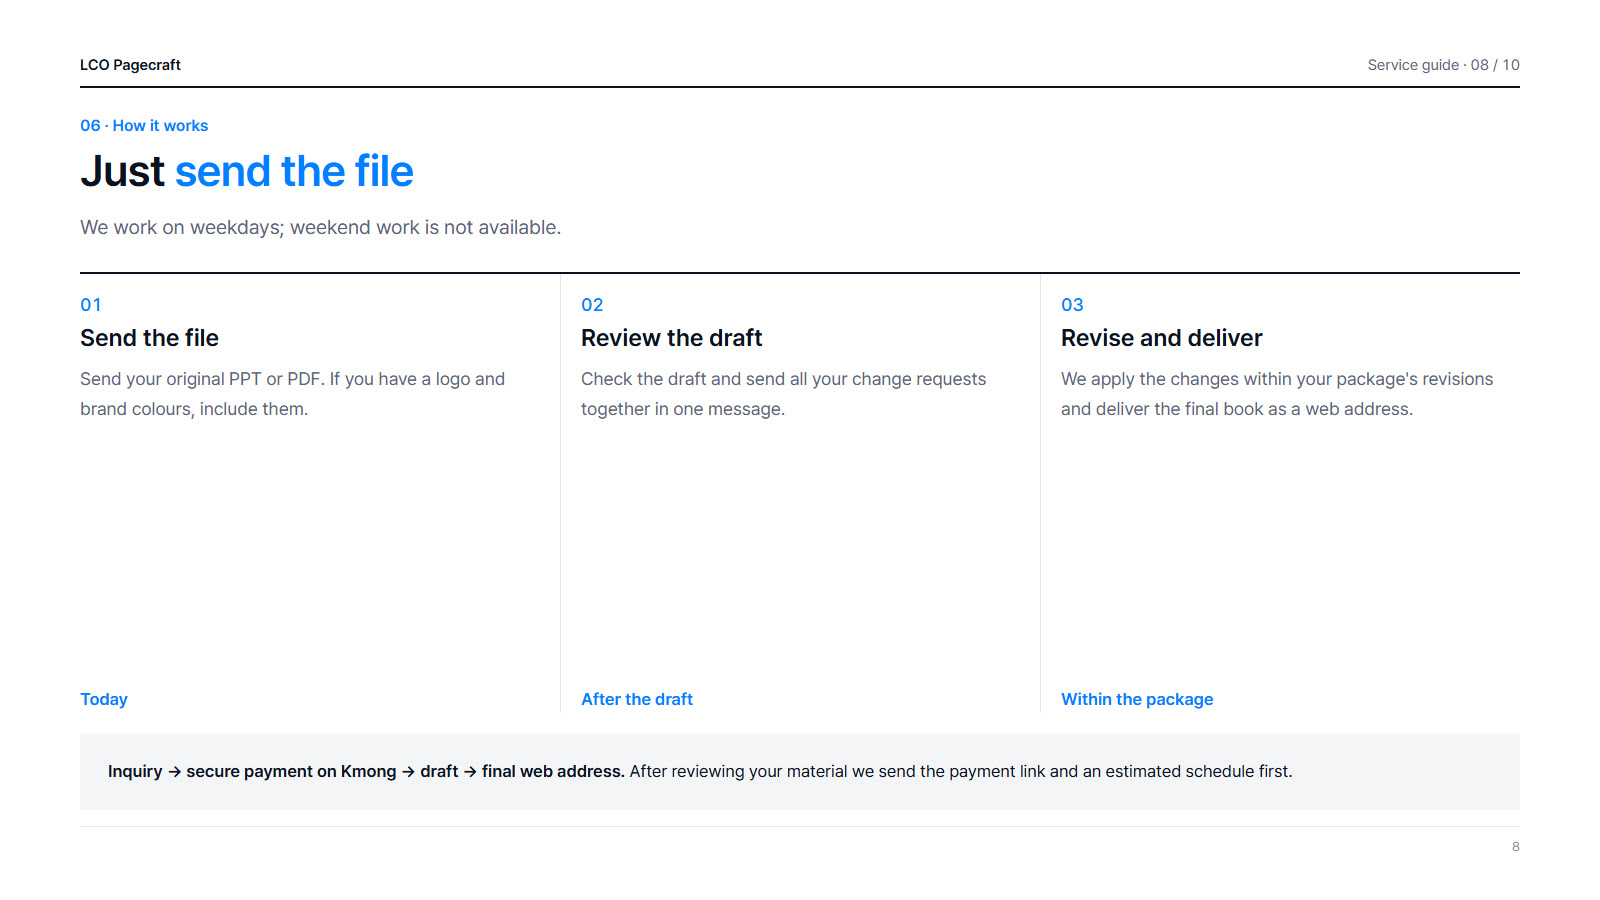 LCO Pagecraft
Service guide · 08 / 10
06 · How it works
Just send the file
We work on weekdays; weekend work is not available.
01
Send the file
Send your original PPT or PDF. If you have a logo and
brand colours, include them.
Today
02
Review the draft
Check the draft and send all your change requests
together in one message.
After the draft
03
Revise and deliver
We apply the changes within your package's revisions
and deliver the final book as a web address.
Within the package
Inquiry → secure payment on Kmong → draft → final web address. After reviewing your material we send the payment link and an estimated schedule first.
8